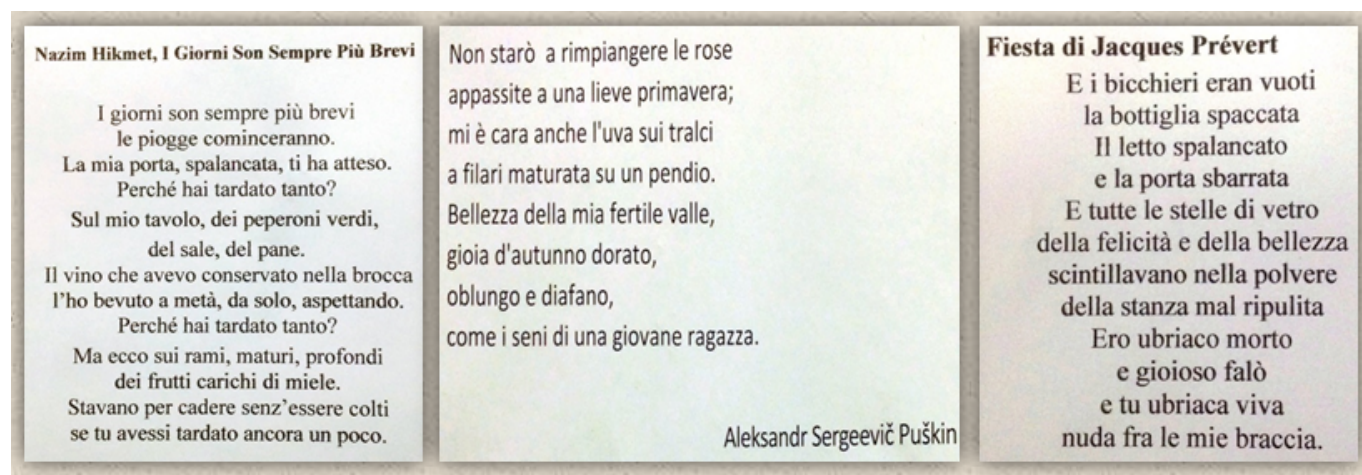 Nazim Hikmet, I Giorni Son Sempre Più Brevi
I giorni son sempre più brevi
le piogge cominceranno.
La mia porta, spalancata, ti ha atteso.
Perché hai tardato tanto?
Sul mio tavolo, dei peperoni verdi,
del sale, del pane.
Il vino che avevo conservato nella brocca
l'ho bevuto a metà, da solo, aspettando.
Perché hai tardato tanto?
Ma ecco sui rami, maturi, profondi
dei frutti carichi di miele.
Stavano per cadere senz'essere colti
se tu avessi tardato ancora un poco.
Non starò a rimpiangere le rose
appassite a una lieve primavera;
mi è cara anche l'uva sui tralci
a filari maturata su un pendio.
Bellezza della mia fertile valle,
gioia d'autunno dorato,
oblungo e diafano,
come i seni di una giovane ragazza.
Aleksandr Sergeevič Puškin
Fiesta di Jacques Prévert
E i bicchieri eran vuoti
la bottiglia spaccata
Il letto spalancato
e la porta sbarrata
E tutte le stelle di vetro
della felicità e della bellezza
scintillavano nella polvere
della stanza mal ripulita
Ero ubriaco morto
e gioioso falò
e tu ubriaca viva
nuda fra le mie braccia.